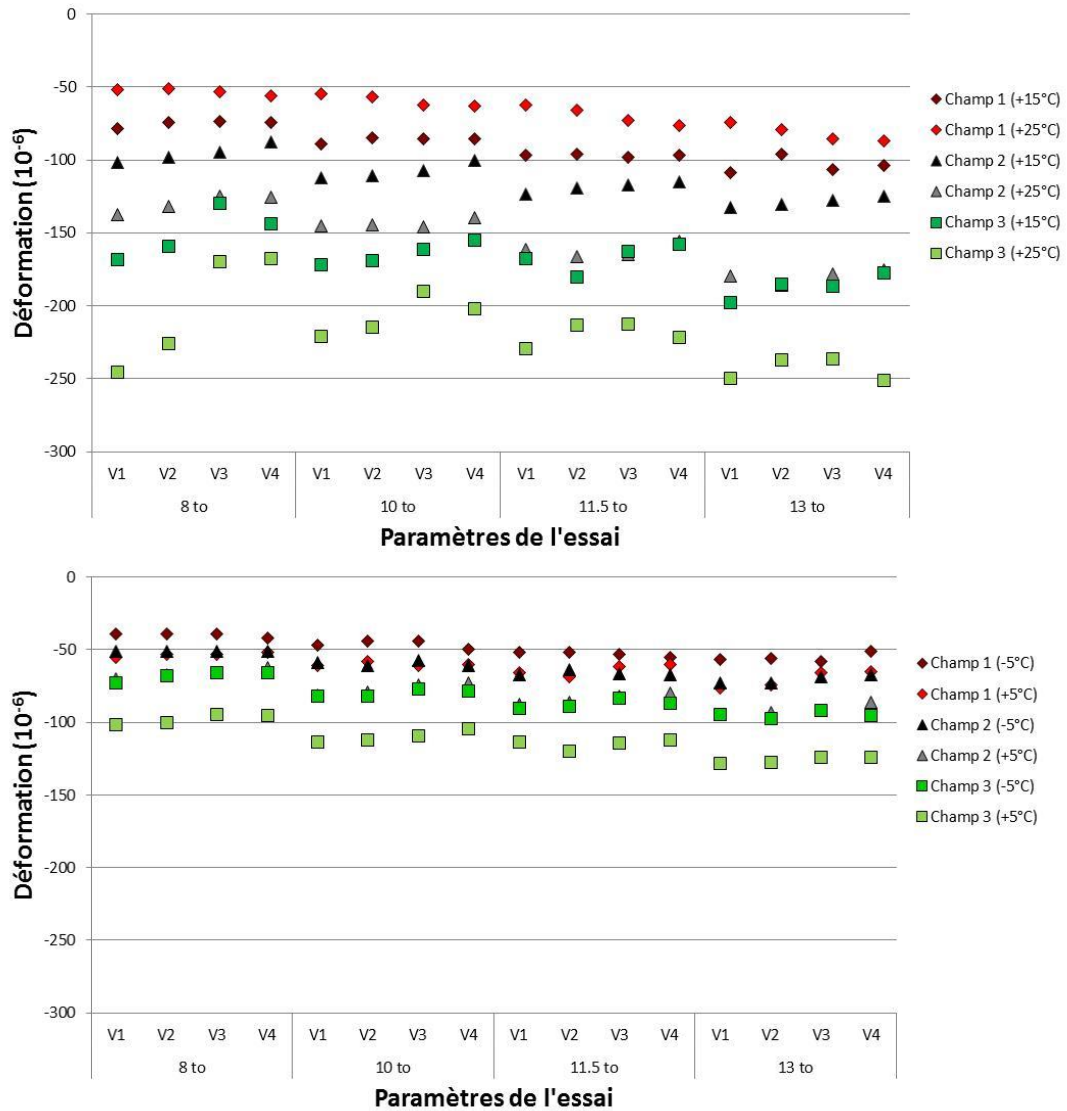 0
-50
-100
-150
-200
-250
-300
Déformation (10-6)
V1 V2 V3 V4 V1 V2 V3 V4 V1 V2 V3 V4 V1 V2 V3 V4
8 to 10 to 11.5 to 13 to
Paramètres de l'essai
Champ 1 (+15°C)
Champ 1 (+25°C)
Champ 2 (+15°C)
Champ 2 (+25°C)
Champ 3 (+15°C)
Champ 3 (+25°C)
0
-50
-100
-150
-200
-250
-300
Déformation (10-6)
V1 V2 V3 V4 V1 V2 V3 V4 V1 V2 V3 V4 V1 V2 V3 V4
8 to 10 to 11.5 to 13 to
Paramètres de l'essai
Champ 1 (-5°C)
Champ 1 (+5°C)
Champ 2 (-5°C)
Champ 2 (+5°C)
Champ 3 (-5°C)
Champ 3 (+5°C)